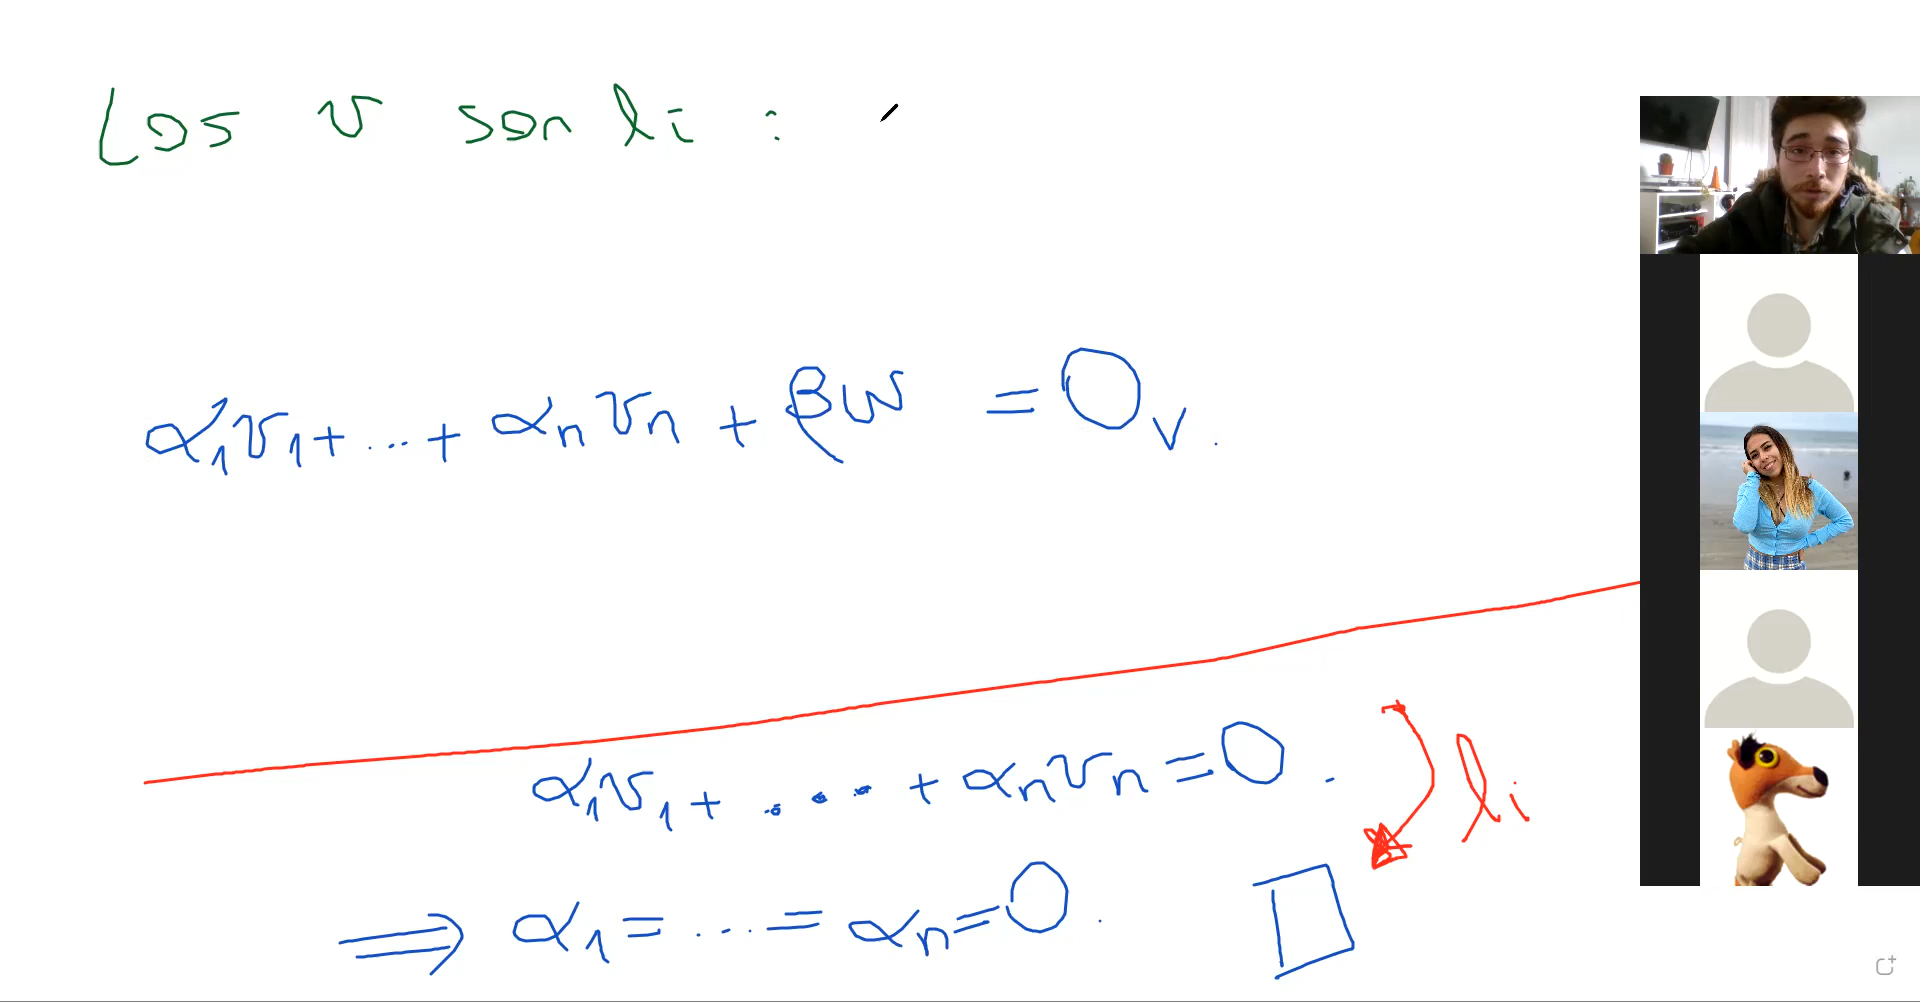 Los v son li :
α₁v₁ + ... + αₙvₙ + βw = 0ᵥ.
α₁v₁ + .... + αₙvₙ = 0.
li
⟹ α₁ = ... = αₙ = 0. □